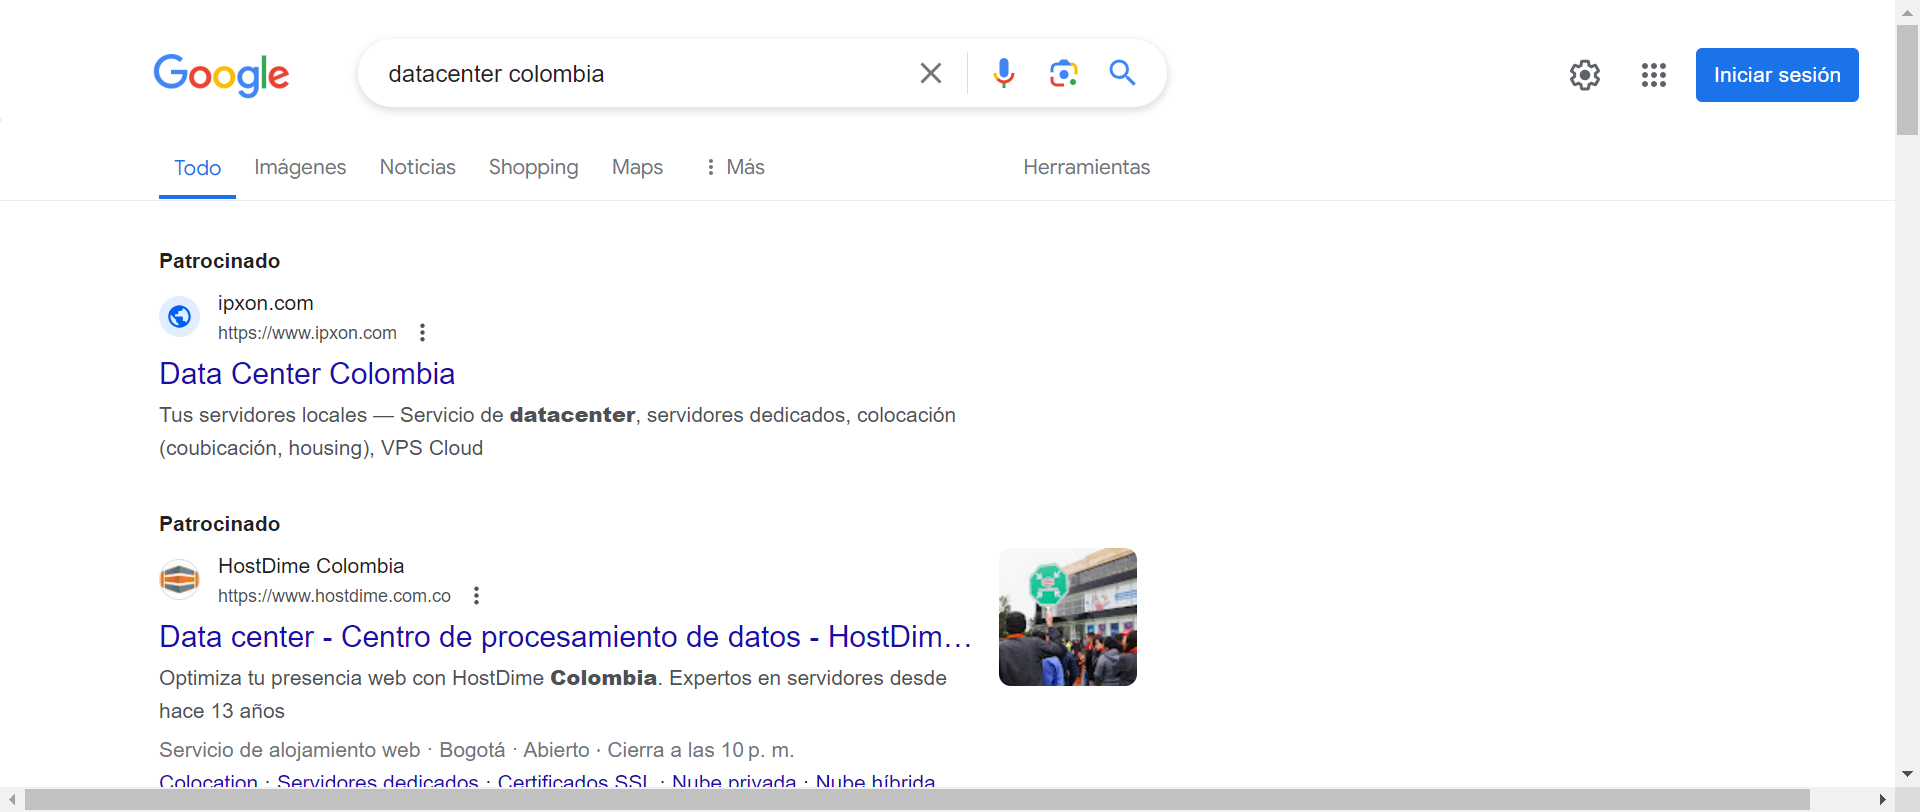 Google
datacenter colombia
Iniciar sesión
Todo
Imágenes
Noticias
Shopping
Maps
Más
Herramientas
Patrocinado
ipxon.com
https://www.ipxon.com
Data Center Colombia
Tus servidores locales — Servicio de datacenter, servidores dedicados, colocación
(coubicación, housing), VPS Cloud
Patrocinado
HostDime Colombia
https://www.hostdime.com.co
Data center - Centro de procesamiento de datos - HostDim…
Optimiza tu presencia web con HostDime Colombia. Expertos en servidores desde
hace 13 años
Servicio de alojamiento web · Bogotá · Abierto · Cierra a las 10 p. m.
Colocation · Servidores dedicados · Certificados SSL · Nube privada · Nube híbrida